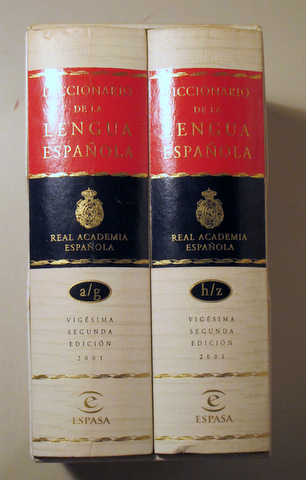 DICCIONARIO
DE LA
LENGUA
ESPAÑOLA
REAL ACADEMIA
ESPAÑOLA
a/g
VIGÉSIMA
SEGUNDA
EDICIÓN
2001
e
ESPASA
DICCIONARIO
DE LA
LENGUA
ESPAÑOLA
REAL ACADEMIA
ESPAÑOLA
h/z
VIGÉSIMA
SEGUNDA
EDICIÓN
2001
e
ESPASA